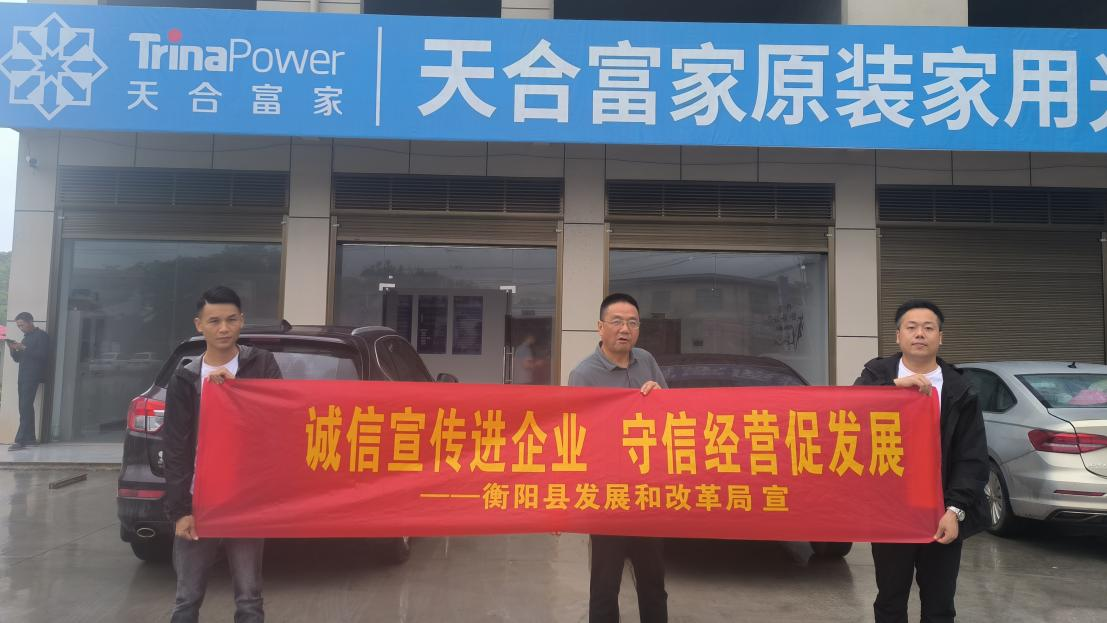 TrinaPower
天合富家
天合富家原装家用
诚信宣传进企业 守信经营促发展
——衡阳县发展和改革局 宣